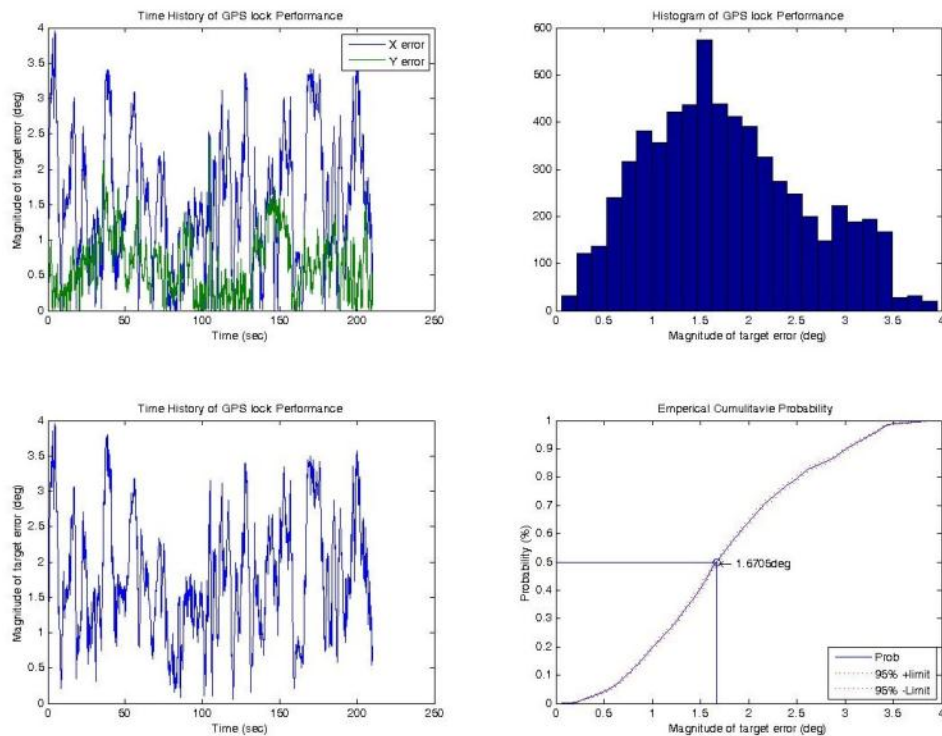 Time History of GPS lock Performance
4
3.5
3
2.5
2
1.5
1
0.5
0
Magnitude of target error (deg)
X error
Y error
0 50 100 150 200 250
Time (sec)
Histogram of GPS lock Performance
600
500
400
300
200
100
0
0 0.5 1 1.5 2 2.5 3 3.5 4
Magnitude of target error (deg)
Time History of GPS lock Performance
4
3.5
3
2.5
2
1.5
1
0.5
0
Magnitude of target error (deg)
0 50 100 150 200 250
Time (sec)
Emperical Cumulitavie Probability
1
0.9
0.8
0.7
0.6
0.5
0.4
0.3
0.2
0.1
0
Probability (%)
1.6705deg
Prob
95% +limit
95% -Limit
0 0.5 1 1.5 2 2.5 3 3.5 4
Magnitude of target error (deg)